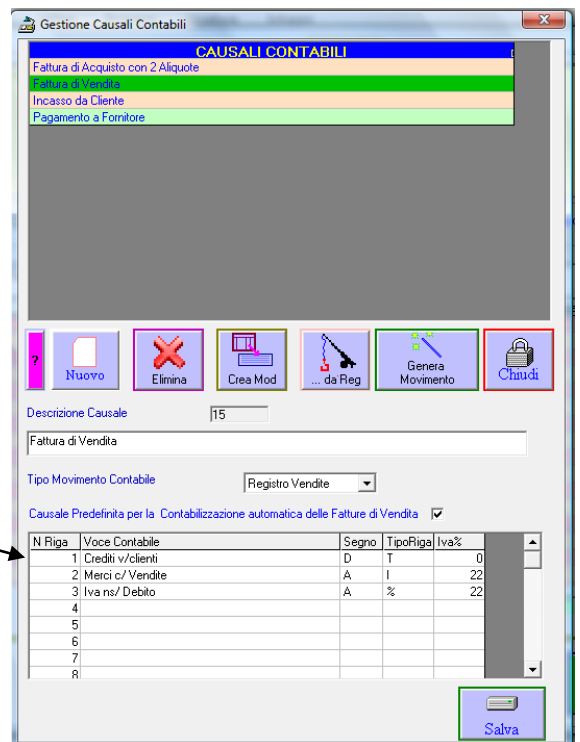 Gestione Causali Contabili
CAUSALI CONTABILI
Fattura di Acquisto con 2 Aliquote
Fattura di Vendita
Incasso da Cliente
Pagamento a Fornitore
? Nuovo Elimina Crea Mod ... da Reg Genera Movimento Chiudi
Descrizione Causale 15
Fattura di Vendita
Tipo Movimento Contabile Registro Vendite
Causale Predefinita per la Contabilizzazione automatica delle Fatture di Vendita
N Riga Voce Contabile Segno TipoRiga Iva%
1 Crediti v/clienti D T 0
2 Merci c/ Vendite A I 22
3 Iva ns/ Debito A % 22
4
5
6
7
8
Salva